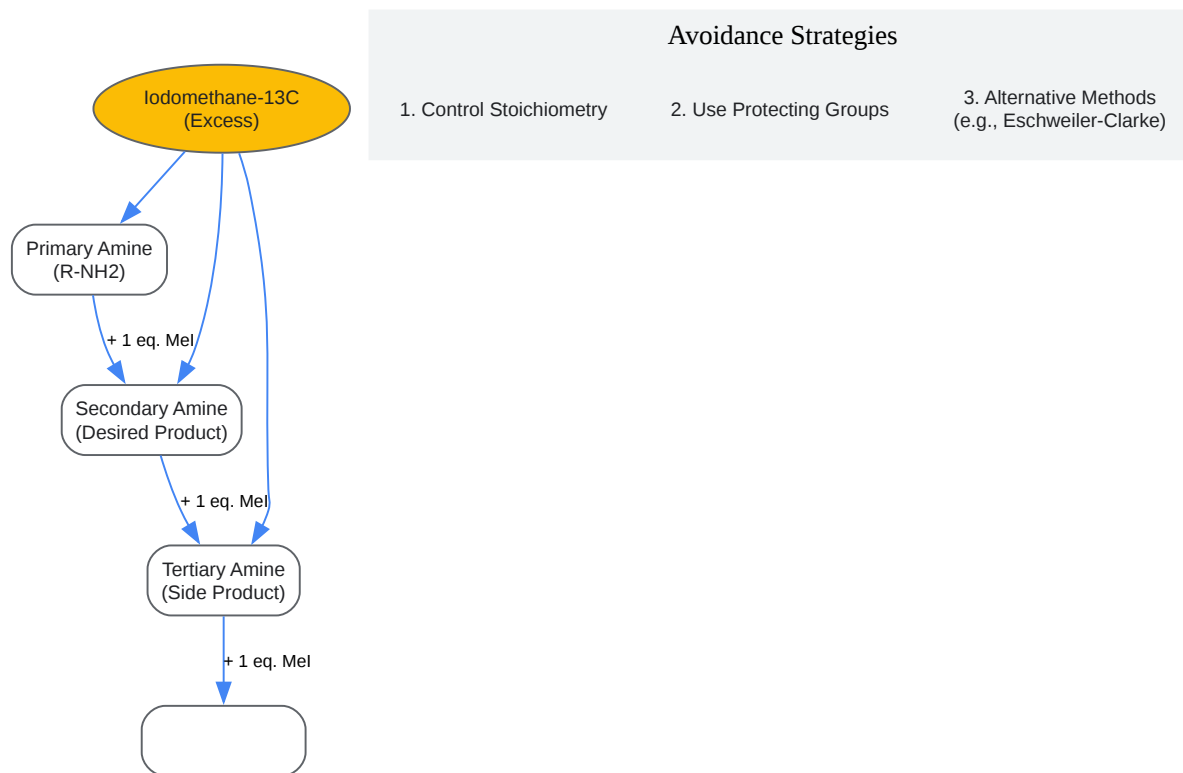 Avoidance Strategies
Iodomethane-13C
(Excess)
1. Control Stoichiometry
2. Use Protecting Groups
3. Alternative Methods
(e.g., Eschweiler-Clarke)
Primary Amine
(R-NH2)
+ 1 eq. MeI
Secondary Amine
(Desired Product)
+ 1 eq. MeI
Tertiary Amine
(Side Product)
+ 1 eq. MeI